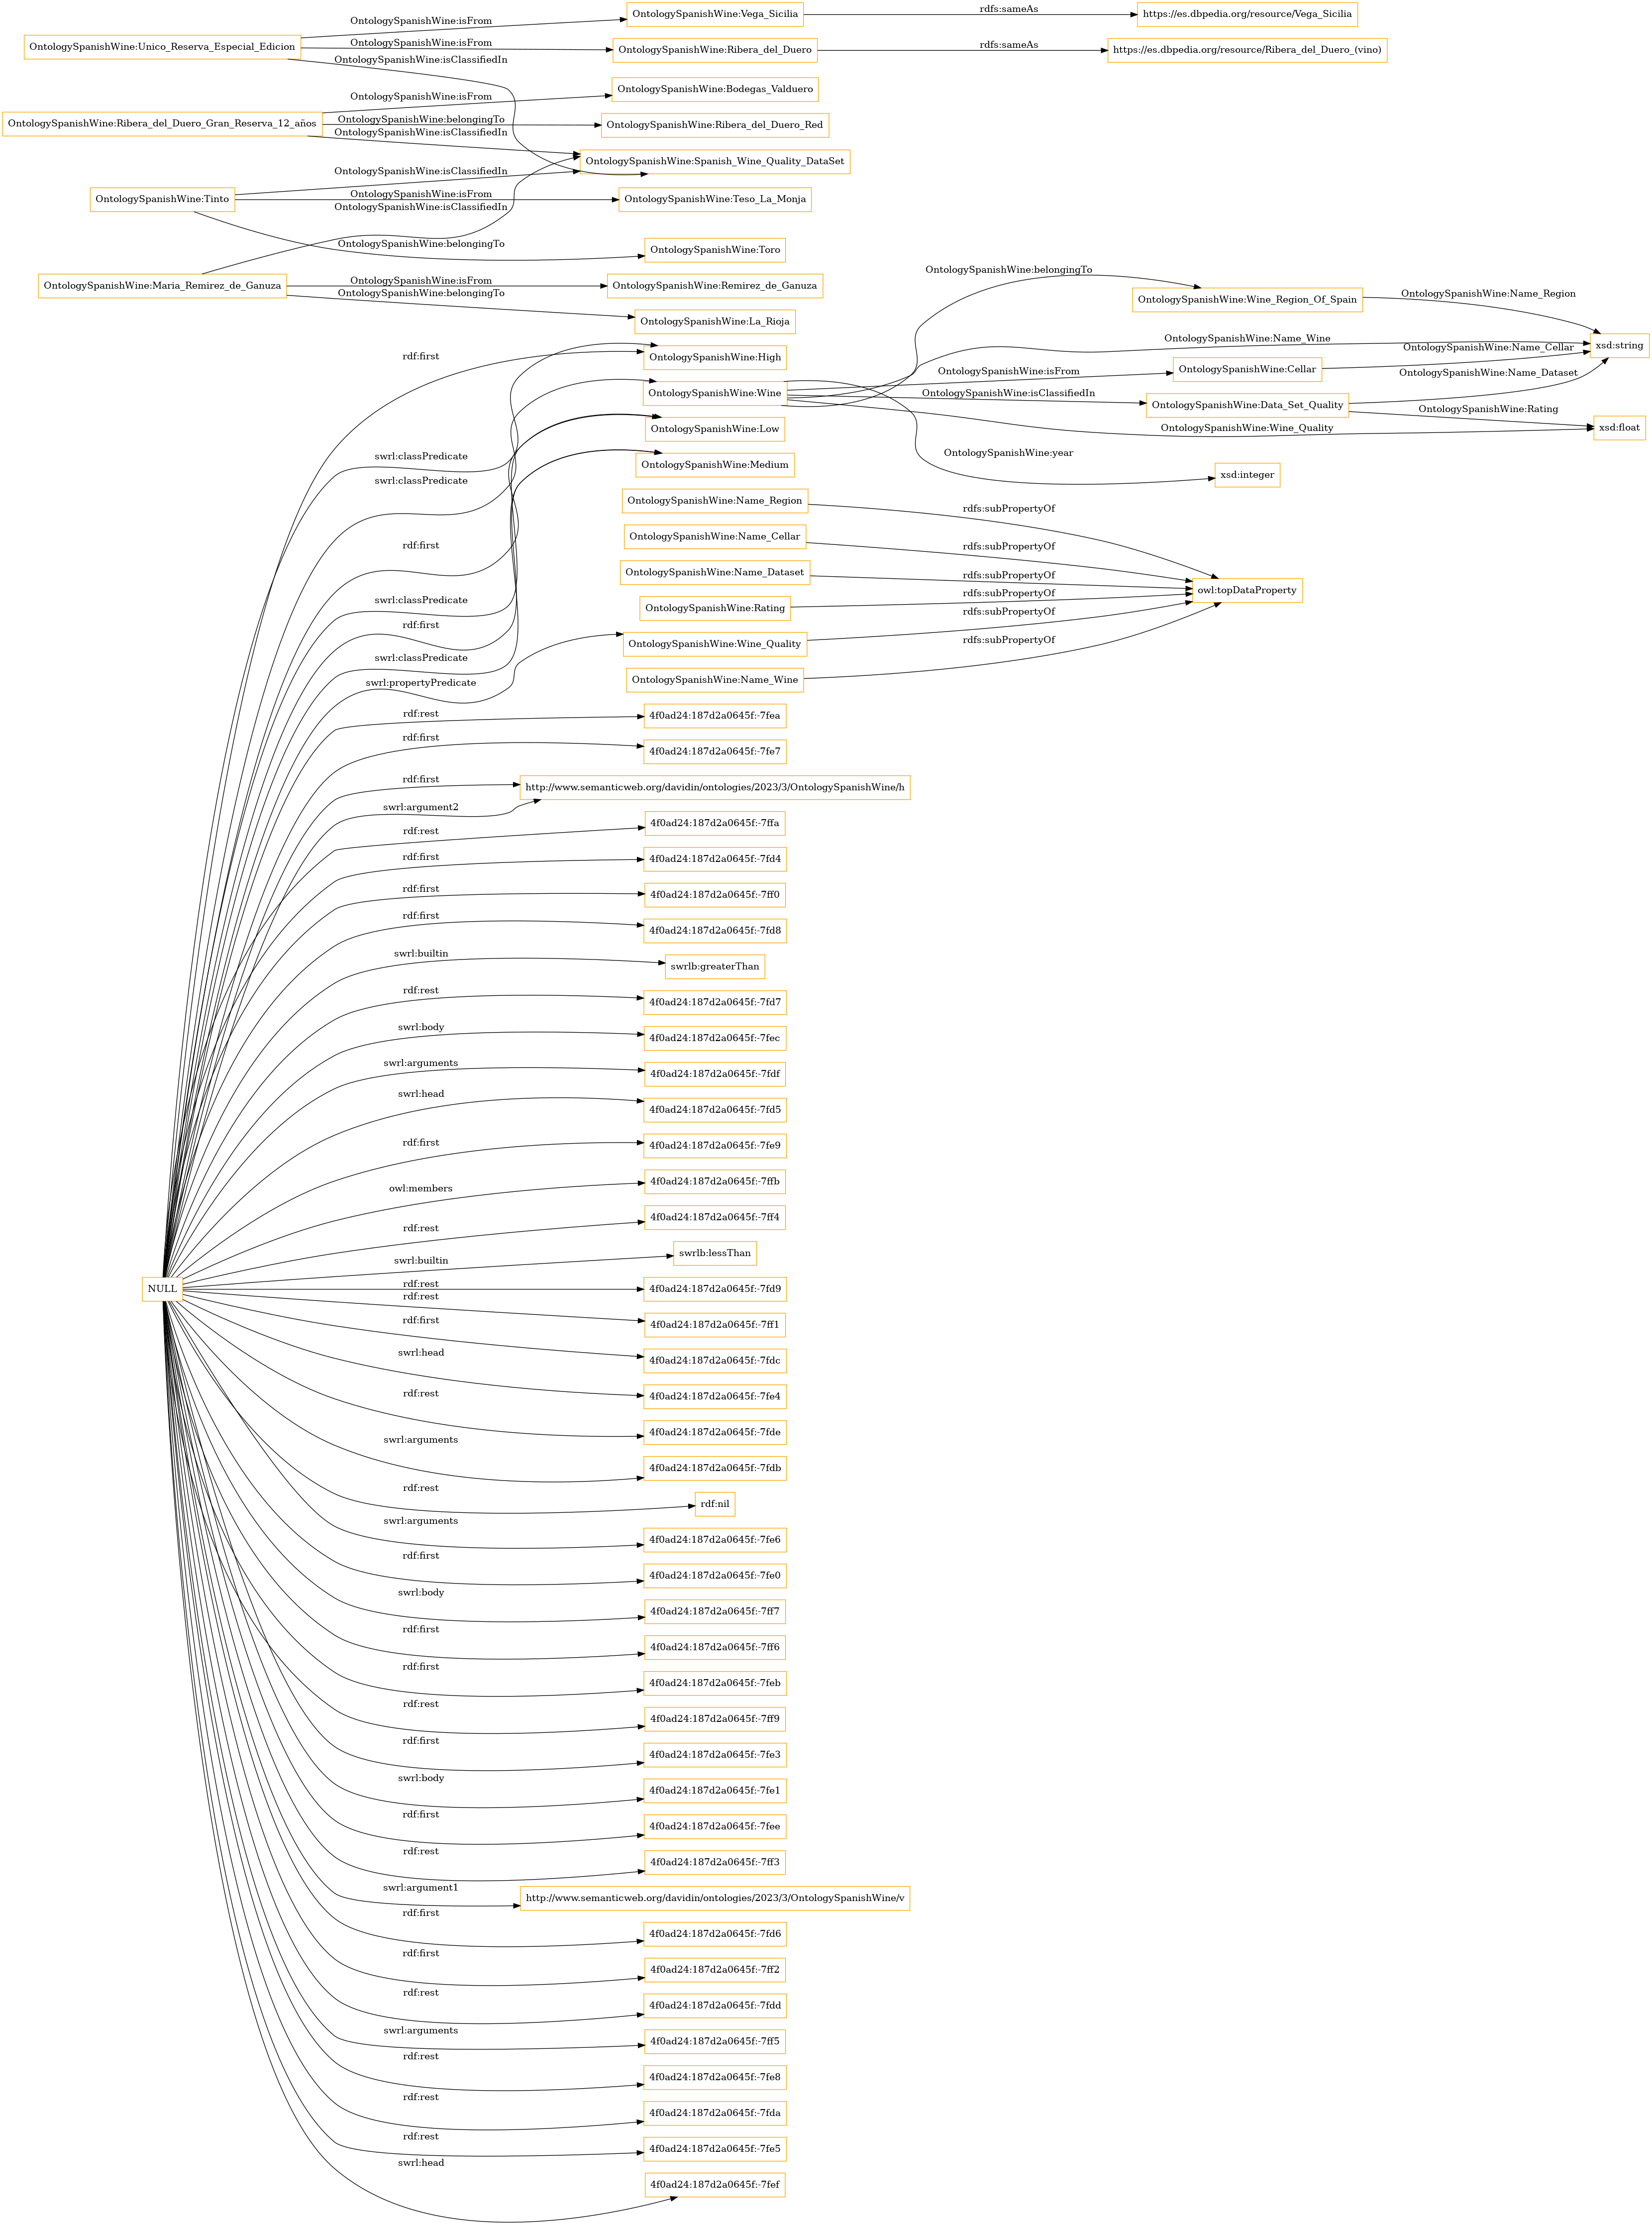 OntologySpanishWine:isFrom
OntologySpanishWine:Vega_Sicilia
rdfs:sameAs
https://es.dbpedia.org/resource/Vega_Sicilia
OntologySpanishWine:Unico_Reserva_Especial_Edicion
OntologySpanishWine:isFrom
OntologySpanishWine:Ribera_del_Duero
rdfs:sameAs
https://es.dbpedia.org/resource/Ribera_del_Duero_(vino)
OntologySpanishWine:isClassifiedIn
OntologySpanishWine:isFrom
OntologySpanishWine:Bodegas_Valduero
OntologySpanishWine:Ribera_del_Duero_Gran_Reserva_12_años
OntologySpanishWine:belongingTo
OntologySpanishWine:Ribera_del_Duero_Red
OntologySpanishWine:isClassifiedIn
OntologySpanishWine:Spanish_Wine_Quality_DataSet
OntologySpanishWine:isClassifiedIn
OntologySpanishWine:Tinto
OntologySpanishWine:isFrom
OntologySpanishWine:Teso_La_Monja
OntologySpanishWine:isClassifiedIn
OntologySpanishWine:belongingTo
OntologySpanishWine:Toro
OntologySpanishWine:Maria_Remirez_de_Ganuza
OntologySpanishWine:isFrom
OntologySpanishWine:Remirez_de_Ganuza
OntologySpanishWine:belongingTo
OntologySpanishWine:La_Rioja
OntologySpanishWine:belongingTo
OntologySpanishWine:Wine_Region_Of_Spain
OntologySpanishWine:Name_Region
rdf:first
OntologySpanishWine:High
OntologySpanishWine:Name_Wine
OntologySpanishWine:Name_Cellar
xsd:string
OntologySpanishWine:Wine
OntologySpanishWine:isFrom
OntologySpanishWine:Cellar
OntologySpanishWine:Name_Dataset
OntologySpanishWine:isClassifiedIn
OntologySpanishWine:Data_Set_Quality
OntologySpanishWine:Rating
OntologySpanishWine:Low
OntologySpanishWine:Wine_Quality
xsd:float
swrl:classPredicate
OntologySpanishWine:Medium
OntologySpanishWine:year
xsd:integer
swrl:classPredicate
OntologySpanishWine:Name_Region
rdfs:subPropertyOf
OntologySpanishWine:Name_Cellar
rdfs:subPropertyOf
rdf:first
OntologySpanishWine:Name_Dataset
rdfs:subPropertyOf
owl:topDataProperty
swrl:classPredicate
OntologySpanishWine:Rating
rdfs:subPropertyOf
rdf:first
OntologySpanishWine:Wine_Quality
rdfs:subPropertyOf
swrl:classPredicate
rdfs:subPropertyOf
swrl:propertyPredicate
OntologySpanishWine:Name_Wine
rdf:rest
4f0ad24:187d2a0645f:-7fea
rdf:first
4f0ad24:187d2a0645f:-7fe7
rdf:first
http://www.semanticweb.org/davidin/ontologies/2023/3/OntologySpanishWine/h
swrl:argument2
rdf:rest
4f0ad24:187d2a0645f:-7ffa
rdf:first
4f0ad24:187d2a0645f:-7fd4
rdf:first
4f0ad24:187d2a0645f:-7ff0
rdf:first
4f0ad24:187d2a0645f:-7fd8
swrl:builtin
swrlb:greaterThan
rdf:rest
4f0ad24:187d2a0645f:-7fd7
swrl:body
4f0ad24:187d2a0645f:-7fec
swrl:arguments
4f0ad24:187d2a0645f:-7fdf
swrl:head
4f0ad24:187d2a0645f:-7fd5
rdf:first
4f0ad24:187d2a0645f:-7fe9
owl:members
4f0ad24:187d2a0645f:-7ffb
rdf:rest
4f0ad24:187d2a0645f:-7ff4
swrl:builtin
swrlb:lessThan
NULL
rdf:rest
4f0ad24:187d2a0645f:-7fd9
rdf:rest
4f0ad24:187d2a0645f:-7ff1
rdf:first
4f0ad24:187d2a0645f:-7fdc
swrl:head
4f0ad24:187d2a0645f:-7fe4
rdf:rest
4f0ad24:187d2a0645f:-7fde
swrl:arguments
4f0ad24:187d2a0645f:-7fdb
rdf:rest
rdf:nil
swrl:arguments
4f0ad24:187d2a0645f:-7fe6
rdf:first
4f0ad24:187d2a0645f:-7fe0
swrl:body
4f0ad24:187d2a0645f:-7ff7
rdf:first
4f0ad24:187d2a0645f:-7ff6
rdf:first
4f0ad24:187d2a0645f:-7feb
rdf:rest
4f0ad24:187d2a0645f:-7ff9
rdf:first
4f0ad24:187d2a0645f:-7fe3
swrl:body
4f0ad24:187d2a0645f:-7fe1
rdf:first
4f0ad24:187d2a0645f:-7fee
rdf:rest
4f0ad24:187d2a0645f:-7ff3
swrl:argument1
http://www.semanticweb.org/davidin/ontologies/2023/3/OntologySpanishWine/v
rdf:first
4f0ad24:187d2a0645f:-7fd6
rdf:first
4f0ad24:187d2a0645f:-7ff2
rdf:rest
4f0ad24:187d2a0645f:-7fdd
swrl:arguments
4f0ad24:187d2a0645f:-7ff5
rdf:rest
4f0ad24:187d2a0645f:-7fe8
rdf:rest
4f0ad24:187d2a0645f:-7fda
rdf:rest
4f0ad24:187d2a0645f:-7fe5
swrl:head
4f0ad24:187d2a0645f:-7fef